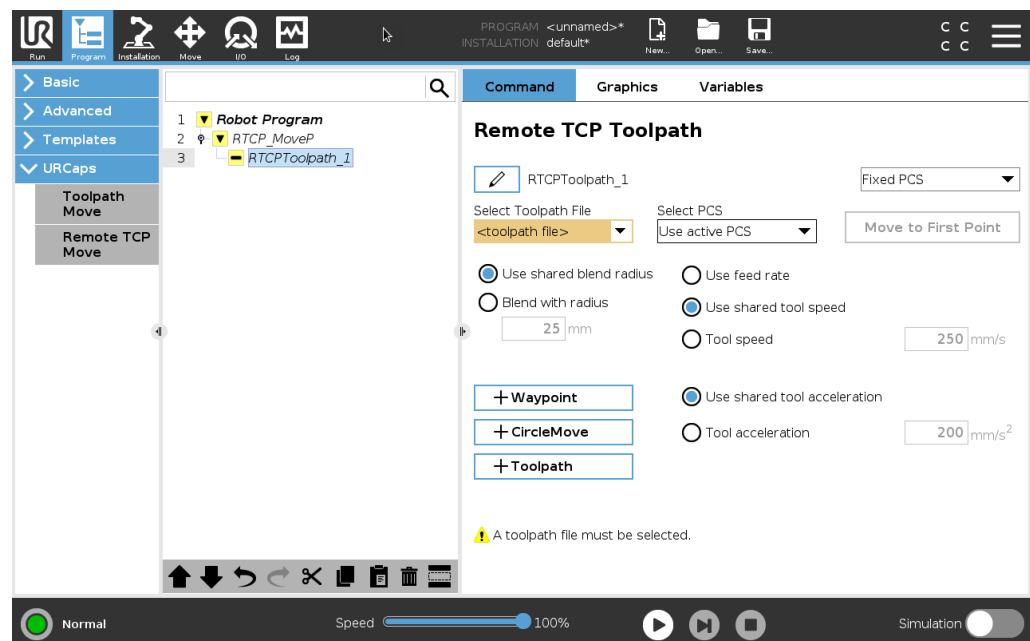 UR
PROGRAM <unnamed>*
INSTALLATION default*
C C
C C
Run Program Installation Move I/O Log New... Open... Save...
Basic
Advanced
Templates
URCaps
Toolpath
Move
Remote TCP
Move
1 Robot Program
2 RTCP_MoveP
3 RTCPToolpath_1
Command Graphics Variables
Remote TCP Toolpath
RTCPToolpath_1 Fixed PCS
Select Toolpath File Select PCS
<toolpath file> Use active PCS Move to First Point
Use shared blend radius Use feed rate
Blend with radius Use shared tool speed
25 mm
Tool speed 250 mm/s
+ Waypoint Use shared tool acceleration
+ CircleMove Tool acceleration 200 mm/s²
+ Toolpath
A toolpath file must be selected.
Normal Speed 100% Simulation